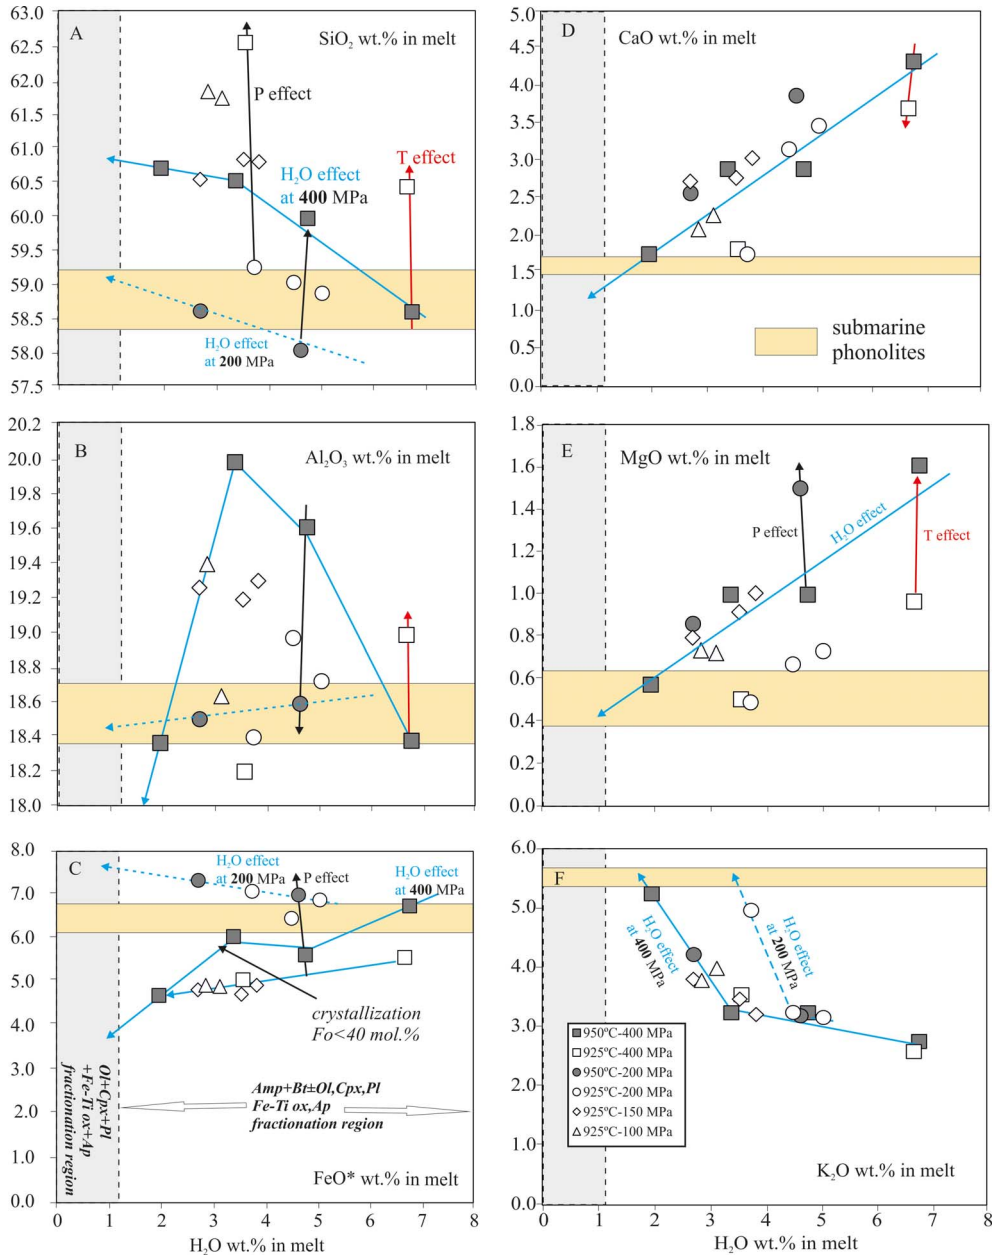 A
SiO₂ wt.% in melt
63.0
62.5
62.0
61.5
61.0
60.5
60.0
59.5
59.0
58.5
58.0
57.5
P effect
T effect
H₂O effect
at 400 MPa
H₂O effect
at 200 MPa
D
CaO wt.% in melt
5.0
4.5
4.0
3.5
3.0
2.5
2.0
1.5
1.0
0.5
0.0
submarine
phonolites
B
Al₂O₃ wt.% in melt
20.2
20.0
19.8
19.6
19.4
19.2
19.0
18.8
18.6
18.4
18.2
18.0
E
MgO wt.% in melt
1.8
1.6
1.4
1.2
1.0
0.8
0.6
0.4
0.2
0.0
P effect
H₂O effect
T effect
C
8.0
7.0
6.0
5.0
4.0
3.0
2.0
1.0
0.0
H₂O effect
at 200 MPa
P effect
H₂O effect
at 400 MPa
crystallization
Fo<40 mol.%
Ol+Cpx+Pl
+Fe-Ti ox+Ap
fractionation region
Amp+Bt±Ol,Cpx,Pl
Fe-Ti ox,Ap
fractionation region
FeO* wt.% in melt
0 1 2 3 4 5 6 7 8
H₂O wt.% in melt
F
6.0
5.0
4.0
3.0
2.0
1.0
0.0
H₂O effect
at 400 MPa
H₂O effect
at 200 MPa
950ºC-400 MPa
925ºC-400 MPa
950ºC-200 MPa
925ºC-200 MPa
925ºC-150 MPa
925ºC-100 MPa
K₂O wt.% in melt
0 1 2 3 4 5 6 7 8
H₂O wt.% in melt